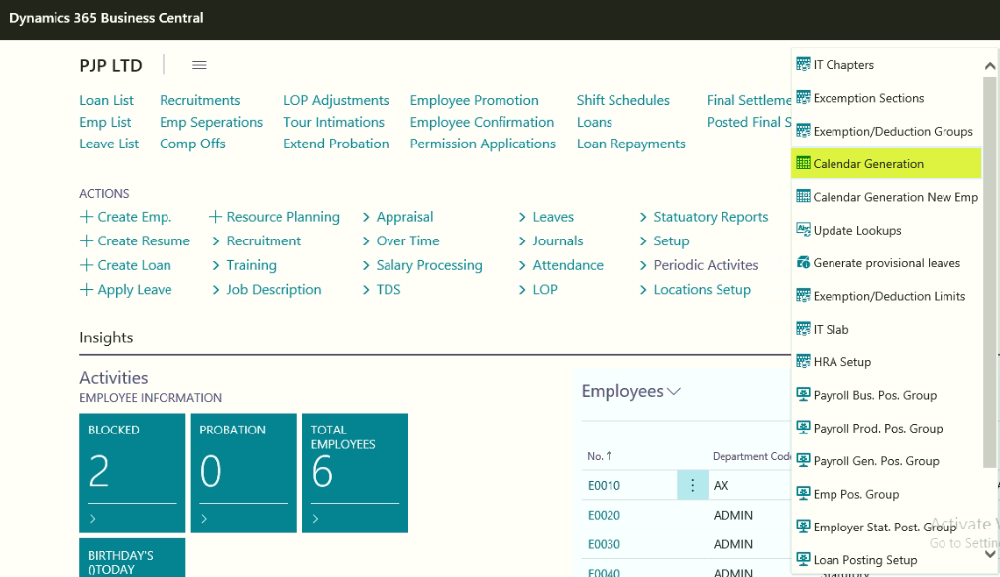 Dynamics 365 Business Central
PJP LTD
Loan List Recruitments LOP Adjustments Employee Promotion Shift Schedules Final Settleme
Emp List Emp Seperations Tour Intimations Employee Confirmation Loans Posted Final S
Leave List Comp Offs Extend Probation Permission Applications Loan Repayments
ACTIONS
+ Create Emp. + Resource Planning > Appraisal > Leaves > Statuatory Reports
+ Create Resume > Recruitment > Over Time > Journals > Setup
+ Create Loan > Training > Salary Processing > Attendance > Periodic Activites
+ Apply Leave > Job Description > TDS > LOP > Locations Setup
Insights
Activities
EMPLOYEE INFORMATION
BLOCKED
2
PROBATION
0
TOTAL
EMPLOYEES
6
BIRTHDAY'S
()TODAY
Employees
No. ↑ Department Code
E0010 AX
E0020 ADMIN
E0030 ADMIN
E0040 ADMIN
IT Chapters
Excemption Sections
Exemption/Deduction Groups
Calendar Generation
Calendar Generation New Emp
Update Lookups
Generate provisional leaves
Exemption/Deduction Limits
IT Slab
HRA Setup
Payroll Bus. Pos. Group
Payroll Prod. Pos. Group
Payroll Gen. Pos. Group
Emp Pos. Group
Employer Stat. Post. Group
Loan Posting Setup
Statutory
Activate W
Go to Settin